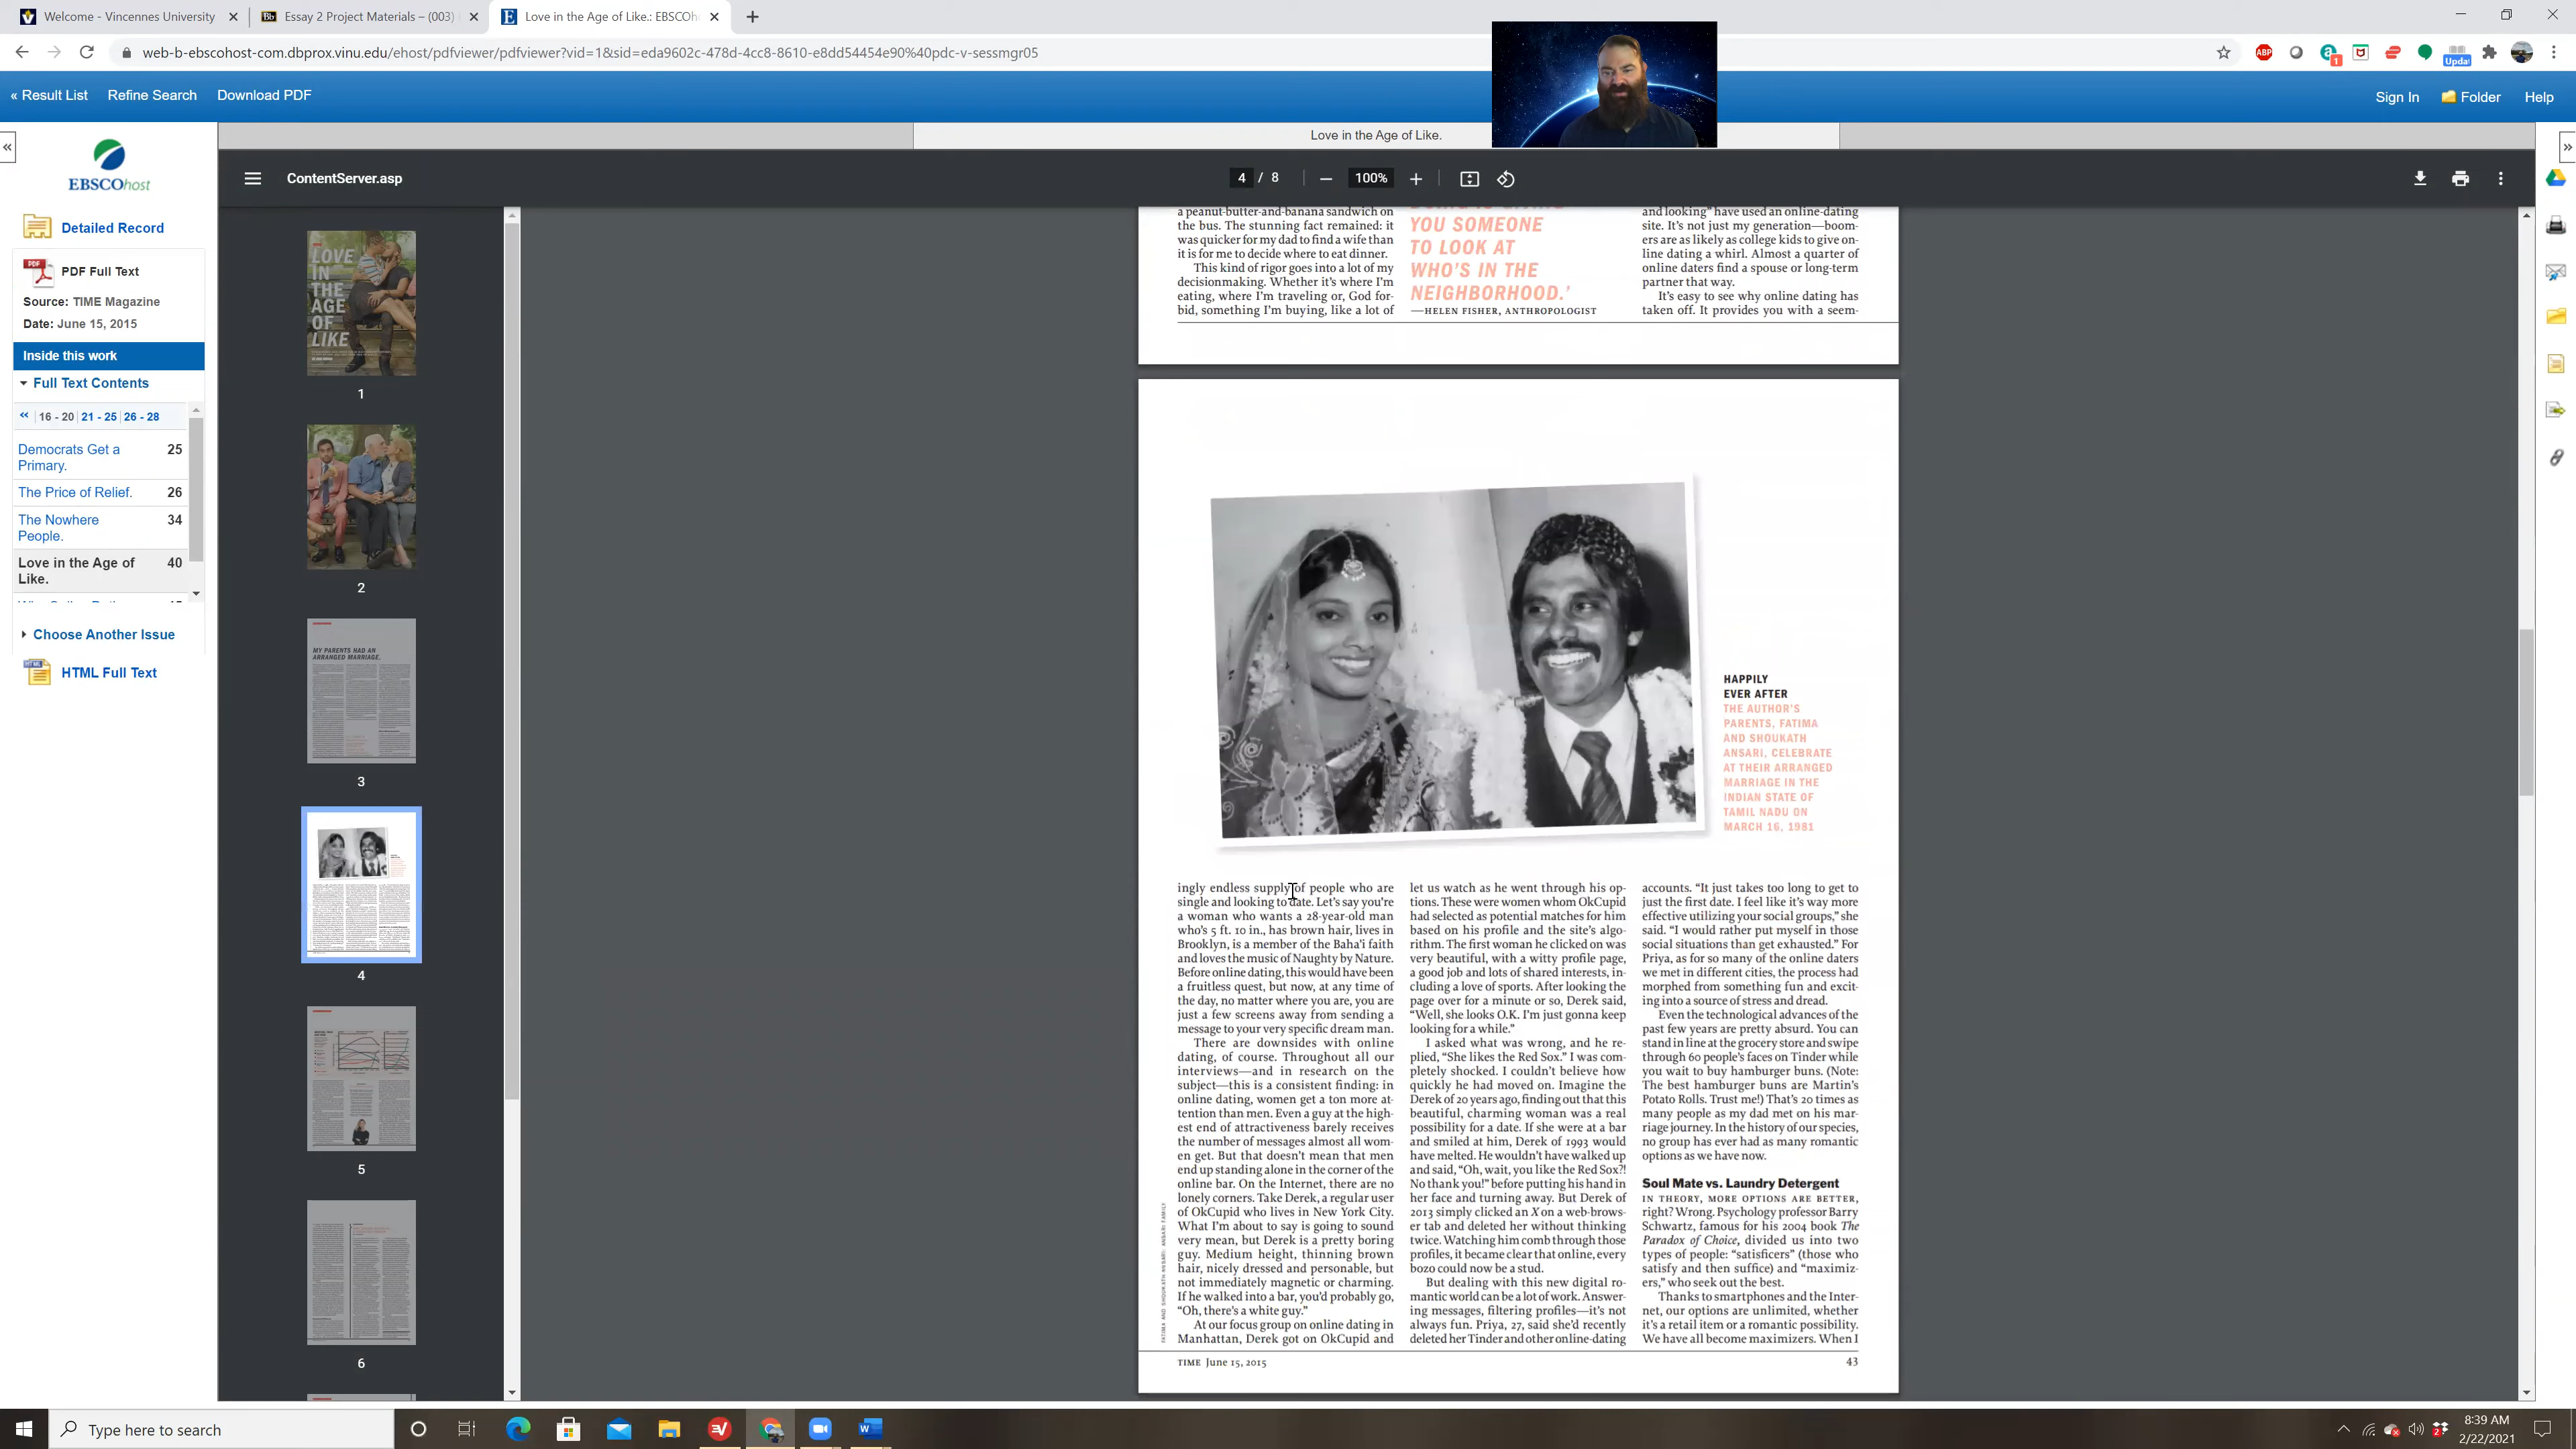 Welcome - Vincennes University
Essay 2 Project Materials – (003)
Love in the Age of Like.: EBSCOh
web-b-ebscohost-com.dbprox.vinu.edu/ehost/pdfviewer/pdfviewer?vid=1&sid=eda9602c-478d-4cc8-8610-e8dd54454e90%40pdc-v-sessmgr05
ABP
1
Updat
« Result List Refine Search Download PDF
Sign In Folder Help
Love in the Age of Like.
EBSCOhost
ContentServer.asp
4 / 8
100%
Detailed Record
PDF Full Text
Source: TIME Magazine
Date: June 15, 2015
Inside this work
Full Text Contents
« | 16 - 20 | 21 - 25 | 26 - 28
Democrats Get a
Primary.
25
The Price of Relief. 26
The Nowhere
People.
34
Love in the Age of
Like.
40
Choose Another Issue
HTML Full Text
LOVE
IN
THE
AGE
OF
LIKE
1
2
MY PARENTS HAD AN
ARRANGED MARRIAGE.
3
4
5
6
a peanut-butter-and-banana sandwich on
the bus. The stunning fact remained: it
was quicker for my dad to find a wife than
it is for me to decide where to eat dinner.
This kind of rigor goes into a lot of my
decisionmaking. Whether it's where I'm
eating, where I'm traveling or, God for-
bid, something I'm buying, like a lot of
YOU SOMEONE
TO LOOK AT
WHO'S IN THE
NEIGHBORHOOD.'
—HELEN FISHER, ANTHROPOLOGIST
and looking" have used an online-dating
site. It's not just my generation—boom-
ers are as likely as college kids to give on-
line dating a whirl. Almost a quarter of
online daters find a spouse or long-term
partner that way.
It's easy to see why online dating has
taken off. It provides you with a seem-
HAPPILY
EVER AFTER
THE AUTHOR'S
PARENTS, FATIMA
AND SHOUKATH
ANSARI, CELEBRATE
AT THEIR ARRANGED
MARRIAGE IN THE
INDIAN STATE OF
TAMIL NADU ON
MARCH 16, 1981
ingly endless supply of people who are
single and looking to date. Let's say you're
a woman who wants a 28-year-old man
who's 5 ft. 10 in., has brown hair, lives in
Brooklyn, is a member of the Baha'i faith
and loves the music of Naughty by Nature.
Before online dating, this would have been
a fruitless quest, but now, at any time of
the day, no matter where you are, you are
just a few screens away from sending a
message to your very specific dream man.
There are downsides with online
dating, of course. Throughout all our
interviews—and in research on the
subject—this is a consistent finding: in
online dating, women get a ton more at-
tention than men. Even a guy at the high-
est end of attractiveness barely receives
the number of messages almost all wom-
en get. But that doesn't mean that men
end up standing alone in the corner of the
online bar. On the Internet, there are no
lonely corners. Take Derek, a regular user
of OkCupid who lives in New York City.
What I'm about to say is going to sound
very mean, but Derek is a pretty boring
guy. Medium height, thinning brown
hair, nicely dressed and personable, but
not immediately magnetic or charming.
If he walked into a bar, you'd probably go,
"Oh, there's a white guy."
At our focus group on online dating in
Manhattan, Derek got on OkCupid and
let us watch as he went through his op-
tions. These were women whom OkCupid
had selected as potential matches for him
based on his profile and the site's algo-
rithm. The first woman he clicked on was
very beautiful, with a witty profile page,
a good job and lots of shared interests, in-
cluding a love of sports. After looking the
page over for a minute or so, Derek said,
"Well, she looks O.K. I'm just gonna keep
looking for a while."
I asked what was wrong, and he re-
plied, "She likes the Red Sox." I was com-
pletely shocked. I couldn't believe how
quickly he had moved on. Imagine the
Derek of 20 years ago, finding out that this
beautiful, charming woman was a real
possibility for a date. If she were at a bar
and smiled at him, Derek of 1993 would
have melted. He wouldn't have walked up
and said, "Oh, wait, you like the Red Sox?!
No thank you!" before putting his hand in
her face and turning away. But Derek of
2013 simply clicked an X on a web-brows-
er tab and deleted her without thinking
twice. Watching him comb through those
profiles, it became clear that online, every
bozo could now be a stud.
But dealing with this new digital ro-
mantic world can be a lot of work. Answer-
ing messages, filtering profiles—it's not
always fun. Priya, 27, said she'd recently
deleted her Tinder and other online-dating
accounts. "It just takes too long to get to
just the first date. I feel like it's way more
effective utilizing your social groups," she
said. "I would rather put myself in those
social situations than get exhausted." For
Priya, as for so many of the online daters
we met in different cities, the process had
morphed from something fun and excit-
ing into a source of stress and dread.
Even the technological advances of the
past few years are pretty absurd. You can
stand in line at the grocery store and swipe
through 60 people's faces on Tinder while
you wait to buy hamburger buns. (Note:
The best hamburger buns are Martin's
Potato Rolls. Trust me!) That's 20 times as
many people as my dad met on his mar-
riage journey. In the history of our species,
no group has ever had as many romantic
options as we have now.
Soul Mate vs. Laundry Detergent
IN THEORY, MORE OPTIONS ARE BETTER,
right? Wrong. Psychology professor Barry
Schwartz, famous for his 2004 book The
Paradox of Choice, divided us into two
types of people: "satisficers" (those who
satisfy and then suffice) and "maximiz-
ers," who seek out the best.
Thanks to smartphones and the Inter-
net, our options are unlimited, whether
it's a retail item or a romantic possibility.
We have all become maximizers. When I
FATIMA AND SHOUKATH ANSARI: ANSARI FAMILY
TIME June 15, 2015
43
Type here to search
8:39 AM
2/22/2021